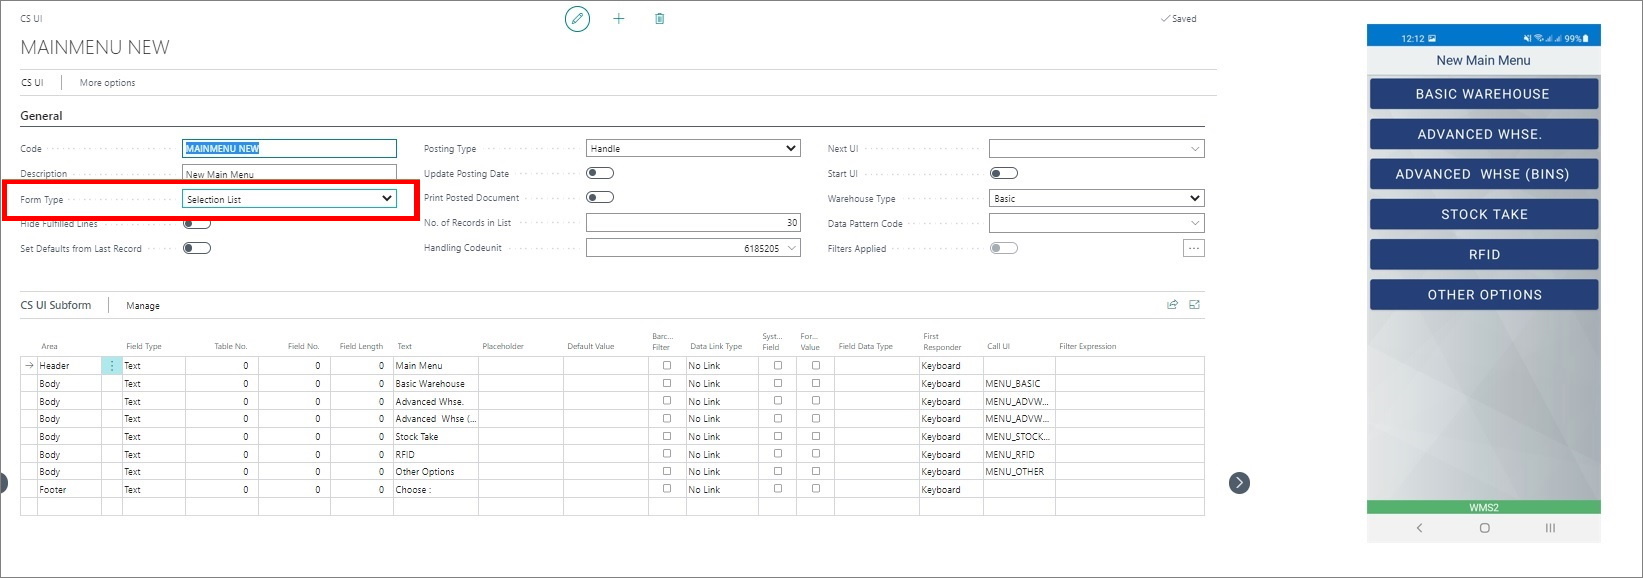 CS UI
Saved
MAINMENU NEW
CS UI | More options
General
Code MAINMENU NEW
Description New Main Menu
Form Type Selection List
Hide Fulfilled Lines
Set Defaults from Last Record
Posting Type Handle
Update Posting Date
Print Posted Document
No. of Records in List 30
Handling Codeunit 6185205
Next UI
Start UI
Warehouse Type Basic
Data Pattern Code
Filters Applied ...
CS UI Subform | Manage
Area Field Type Table No. Field No. Field Length Text Placeholder Default Value Barc... Filter Data Link Type Syst... Field For... Value Field Data Type First Responder Call UI Filter Expression
Header Text 0 0 0 Main Menu No Link Keyboard
Body Text 0 0 0 Basic Warehouse No Link Keyboard MENU_BASIC
Body Text 0 0 0 Advanced Whse. No Link Keyboard MENU_ADVW...
Body Text 0 0 0 Advanced Whse (... No Link Keyboard MENU_ADVW...
Body Text 0 0 0 Stock Take No Link Keyboard MENU_STOCK...
Body Text 0 0 0 RFID No Link Keyboard MENU_RFID
Body Text 0 0 0 Other Options No Link Keyboard MENU_OTHER
Footer Text 0 0 0 Choose : No Link Keyboard
12:12 99%
New Main Menu
BASIC WAREHOUSE
ADVANCED WHSE.
ADVANCED WHSE (BINS)
STOCK TAKE
RFID
OTHER OPTIONS
WMS2